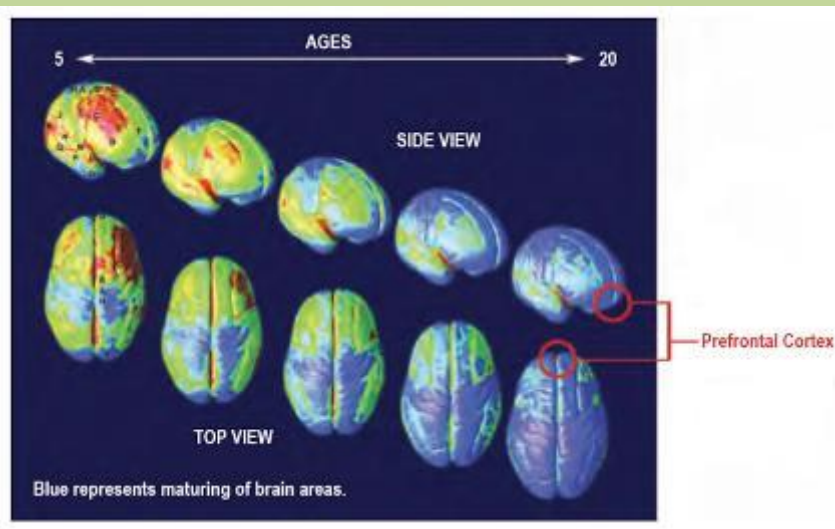 AGES
5 20
SIDE VIEW
Prefrontal Cortex
TOP VIEW
Blue represents maturing of brain areas.